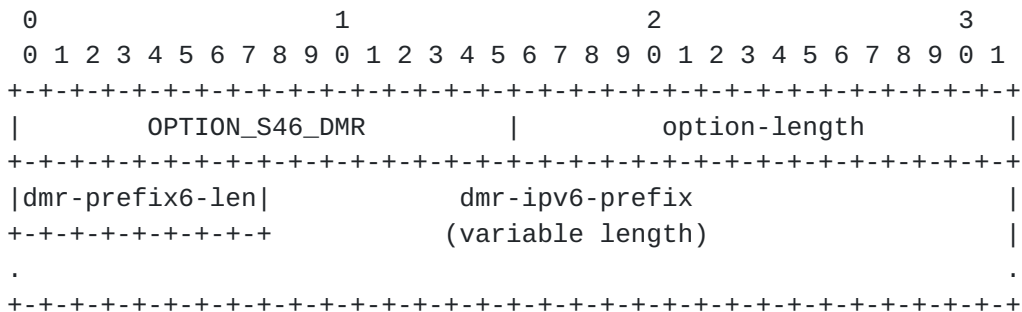 0                   1                   2                   3
 0 1 2 3 4 5 6 7 8 9 0 1 2 3 4 5 6 7 8 9 0 1 2 3 4 5 6 7 8 9 0 1
+-+-+-+-+-+-+-+-+-+-+-+-+-+-+-+-+-+-+-+-+-+-+-+-+-+-+-+-+-+-+-+-+
|        OPTION_S46_DMR         |         option-length         |
+-+-+-+-+-+-+-+-+-+-+-+-+-+-+-+-+-+-+-+-+-+-+-+-+-+-+-+-+-+-+-+-+
|dmr-prefix6-len|            dmr-ipv6-prefix                    |
+-+-+-+-+-+-+-+-+           (variable length)                   |
.                                                               .
+-+-+-+-+-+-+-+-+-+-+-+-+-+-+-+-+-+-+-+-+-+-+-+-+-+-+-+-+-+-+-+-+